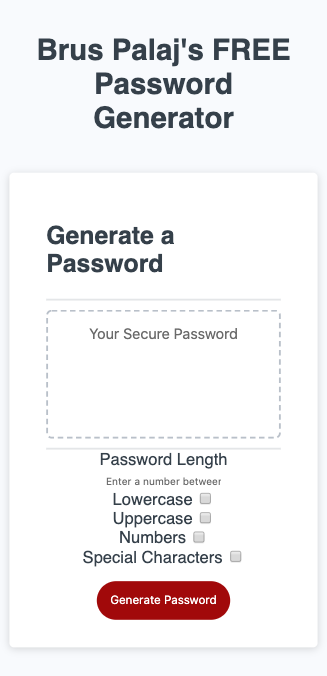 Brus Palaj's FREE
Password
Generator
Generate a
Password
Your Secure Password
Password Length
Enter a number betweer
Lowercase
Uppercase
Numbers
Special Characters
Generate Password